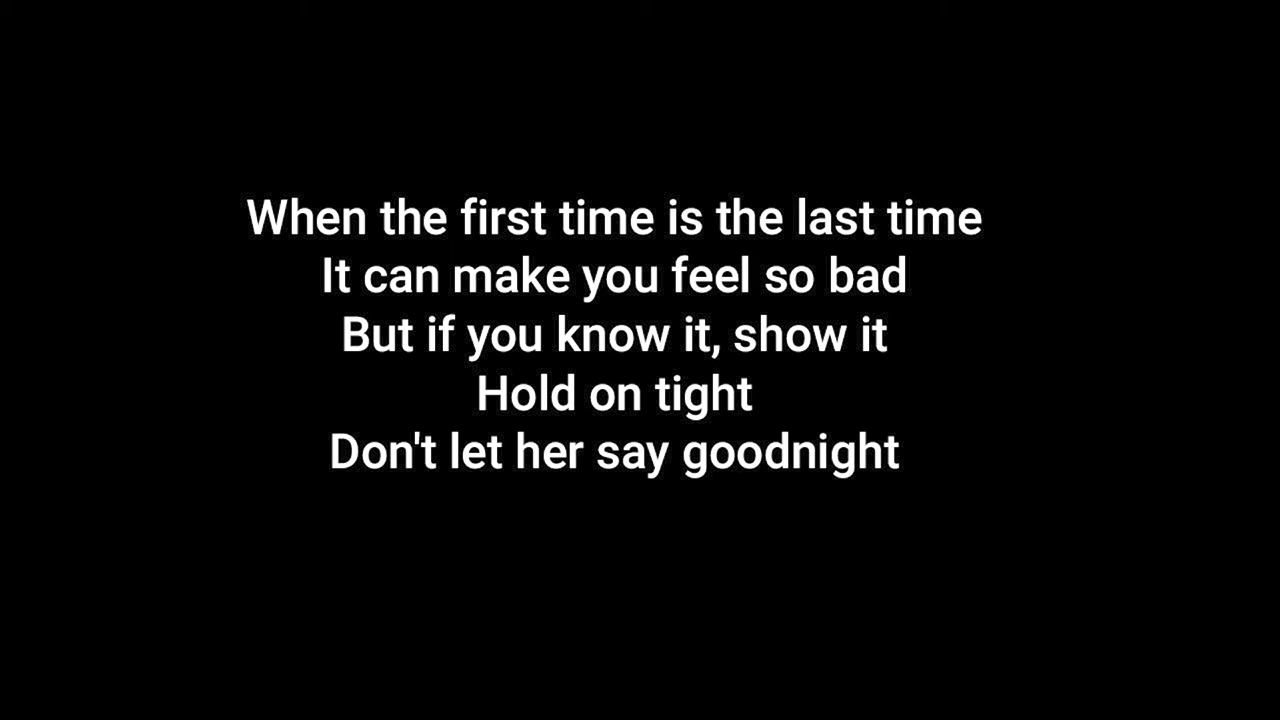 When the first time is the last time
It can make you feel so bad
But if you know it, show it
Hold on tight
Don't let her say goodnight